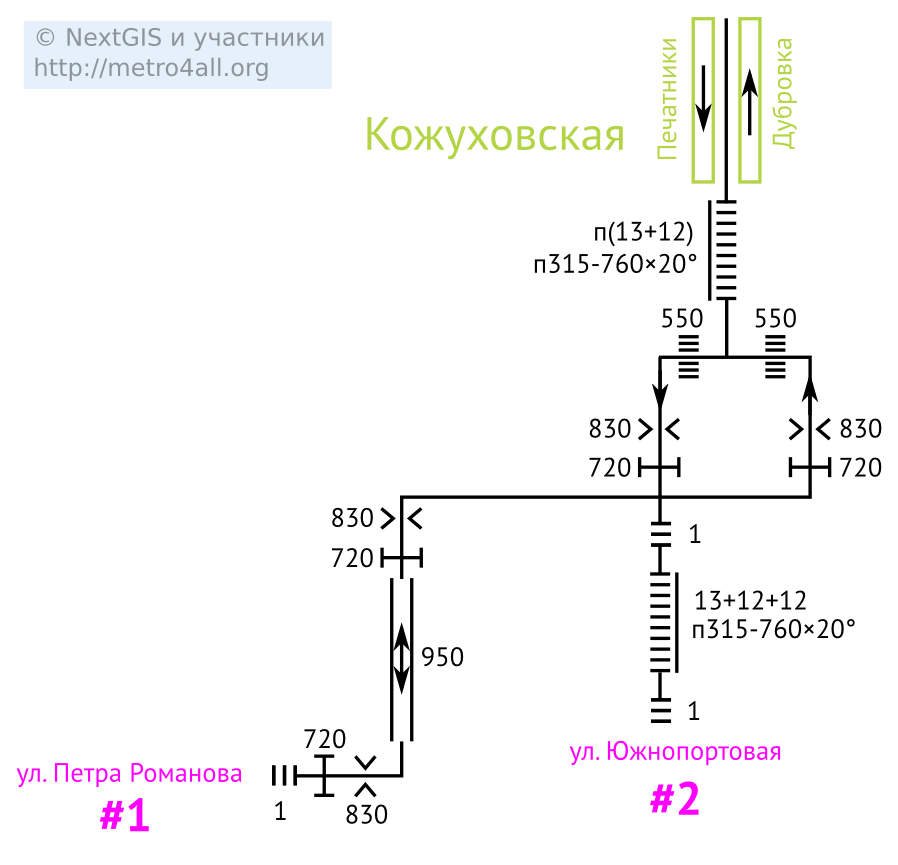 © NextGIS и участники
http://metro4all.org
Печатники
Дубровка
Кожуховская
п(13+12)
п315-760×20°
550
550
830
830
720
720
830
1
720
13+12+12
п315-760×20°
950
1
720
ул. Южнопортовая
ул. Петра Романова
#2
#1
1
830